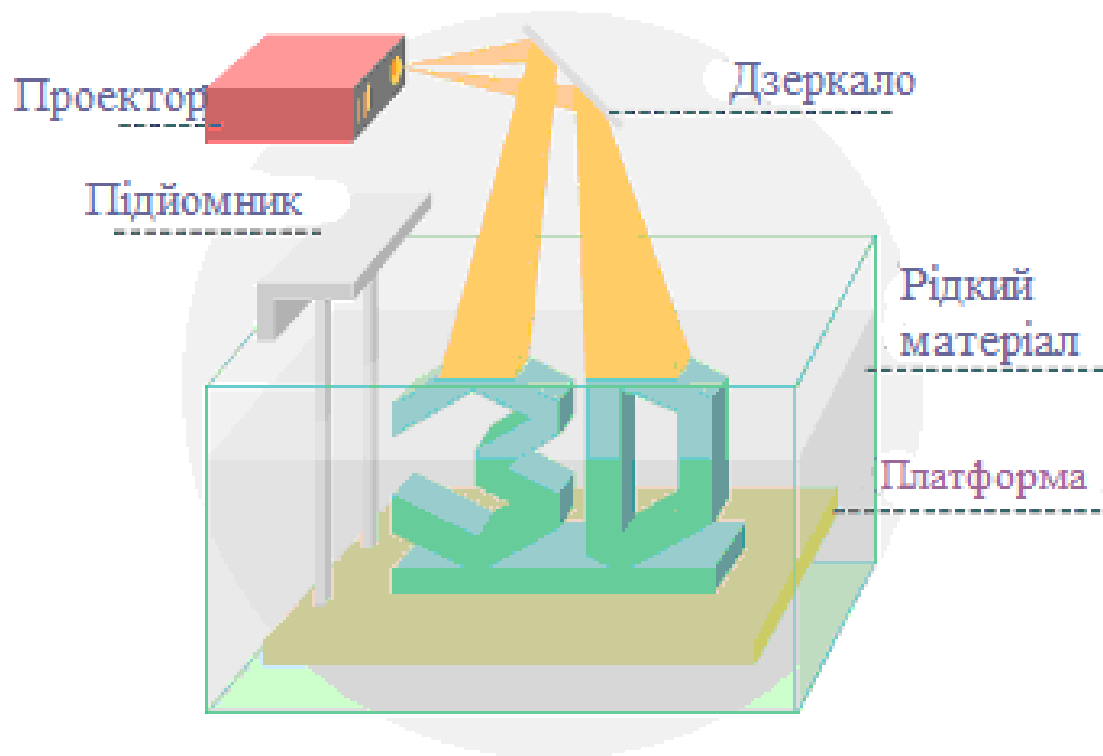 Проектор
Дзеркало
Підйомник
Рідкий
матеріал
Платформа
3D